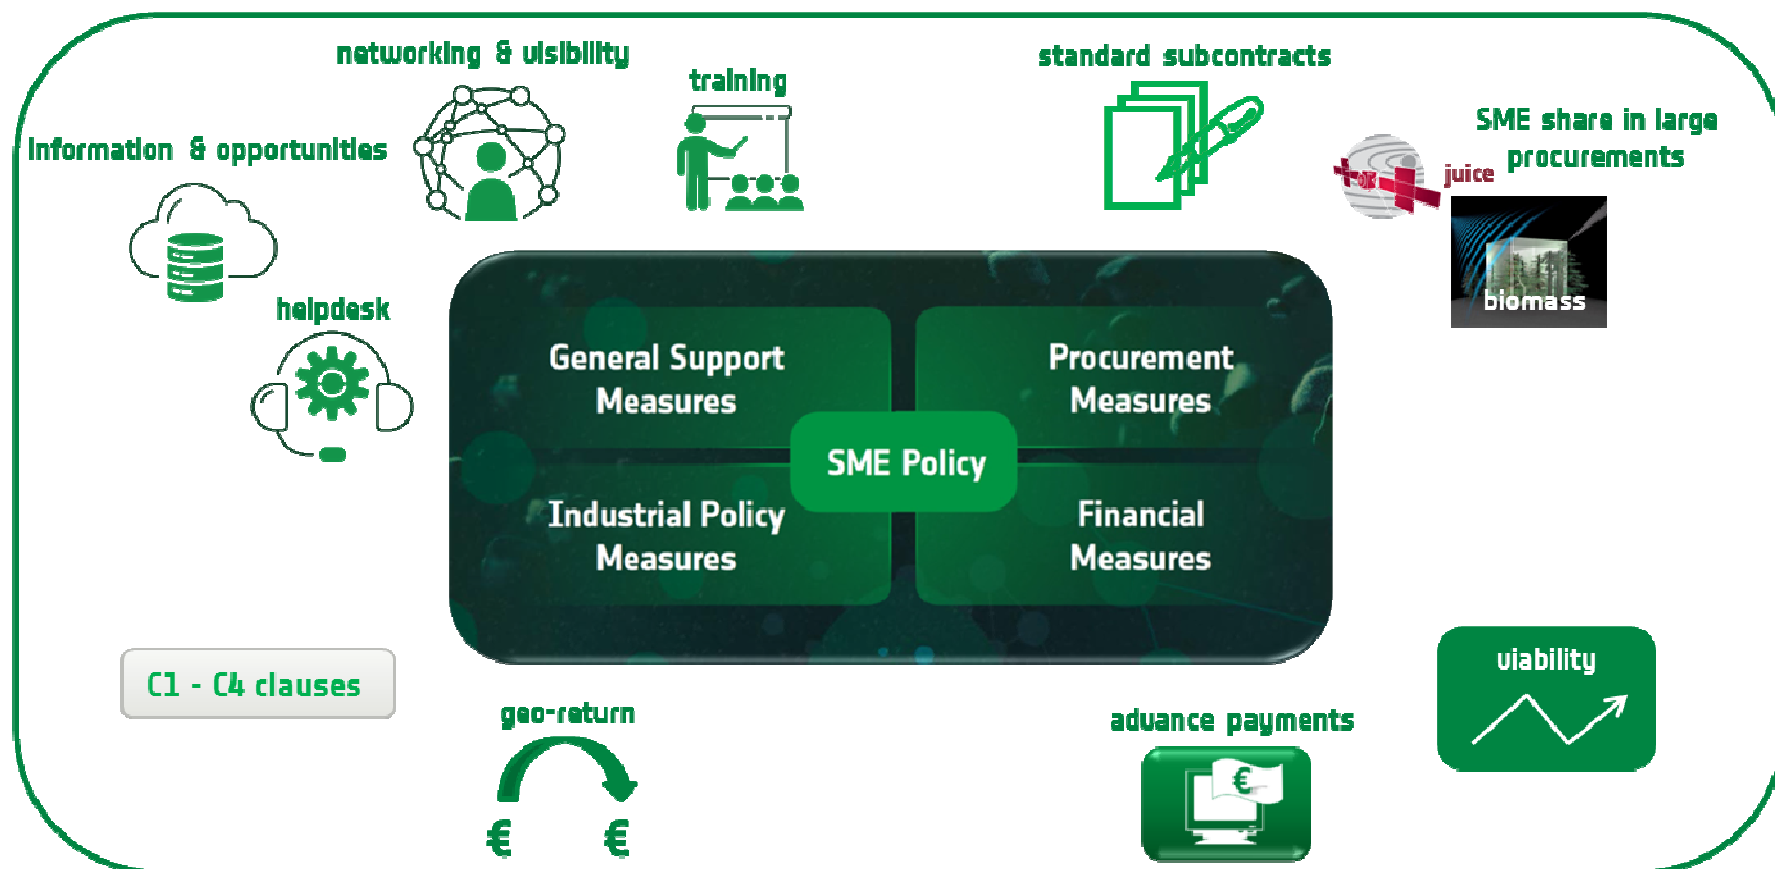 networking & visibility
training
information & opportunities
helpdesk
standard subcontracts
SME share in large
procurements
juice
biomass
General Support
Measures
Procurement
Measures
SME Policy
Industrial Policy
Measures
Financial
Measures
C1 - C4 clauses
geo-return
€ €
advance payments
€
viability